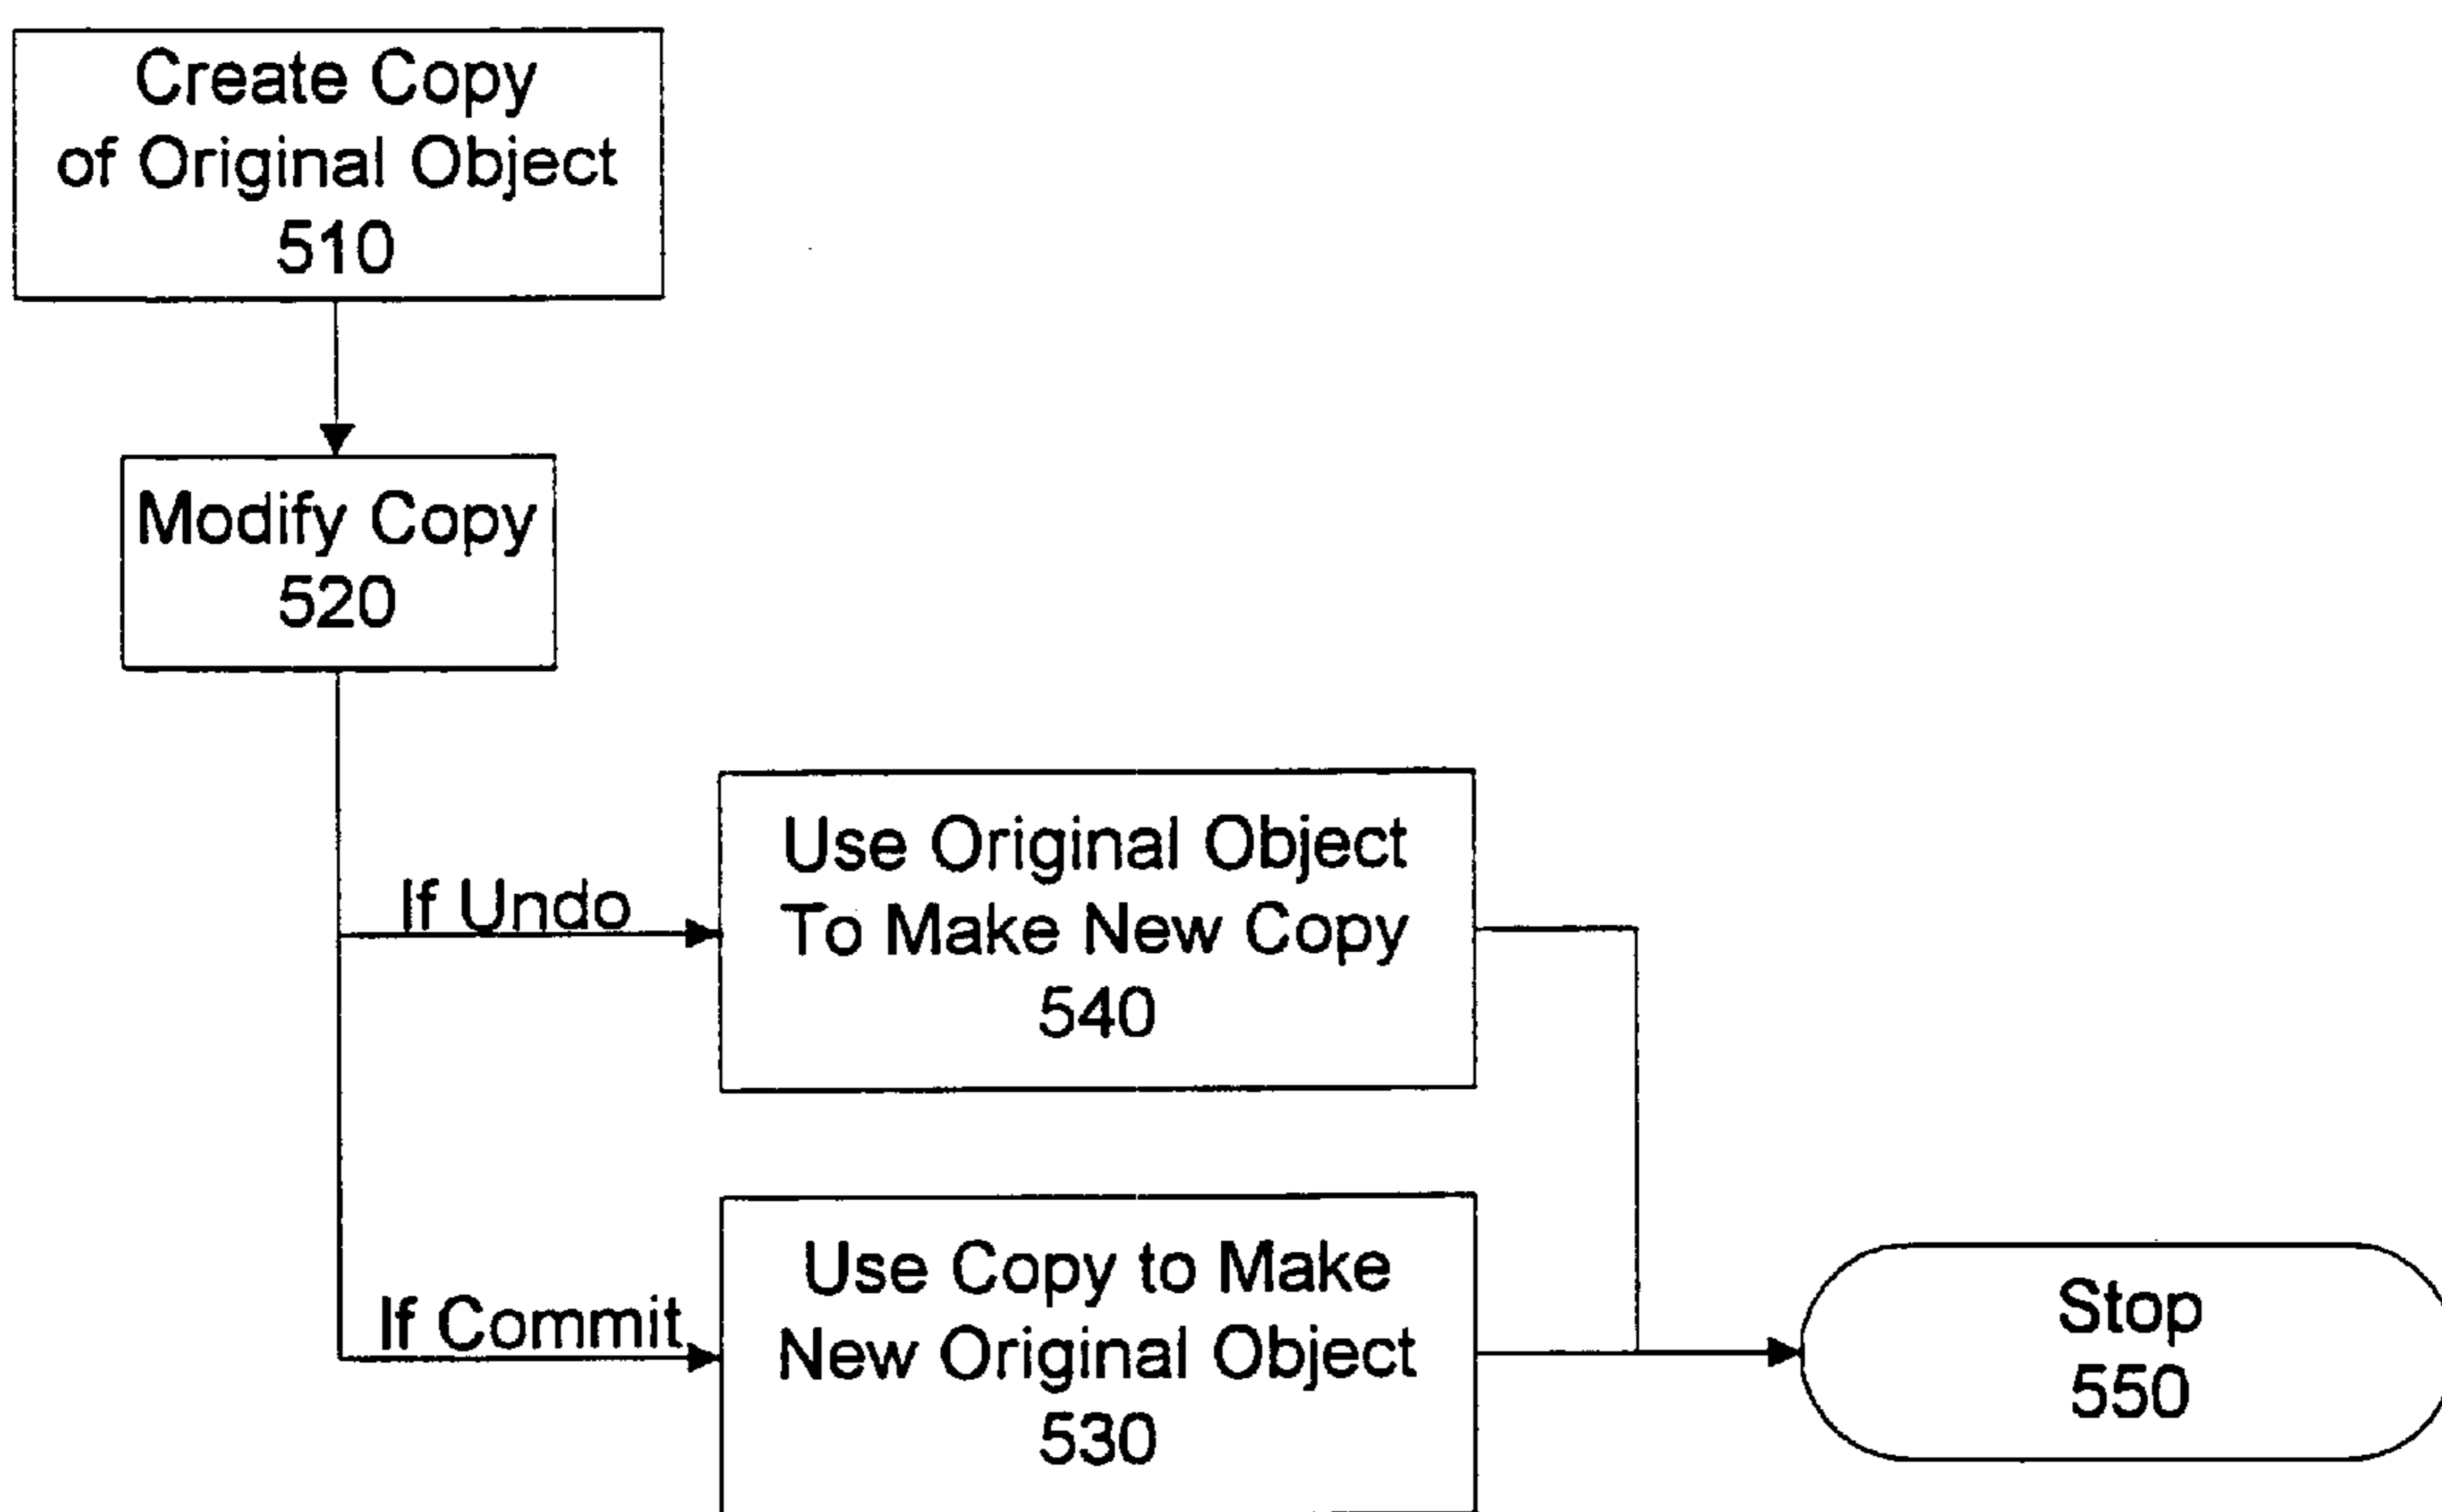 Create Copy
of Original Object
510
Modify Copy
520
If Undo
Use Original Object
To Make New Copy
540
If Commit
Use Copy to Make
New Original Object
530
Stop
550